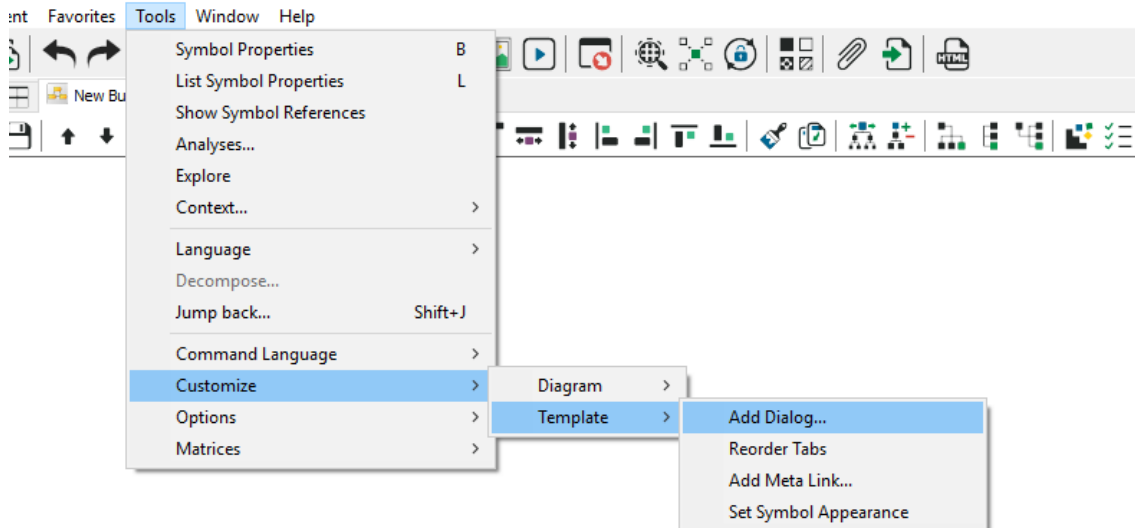 Favorites Tools Window Help
HTML
New Bu
Symbol Properties B
List Symbol Properties L
Show Symbol References
Analyses...
Explore
Context...
Language
Decompose...
Jump back... Shift+J
Command Language
Customize
Options
Matrices
Diagram
Template
Add Dialog...
Reorder Tabs
Add Meta Link...
Set Symbol Appearance